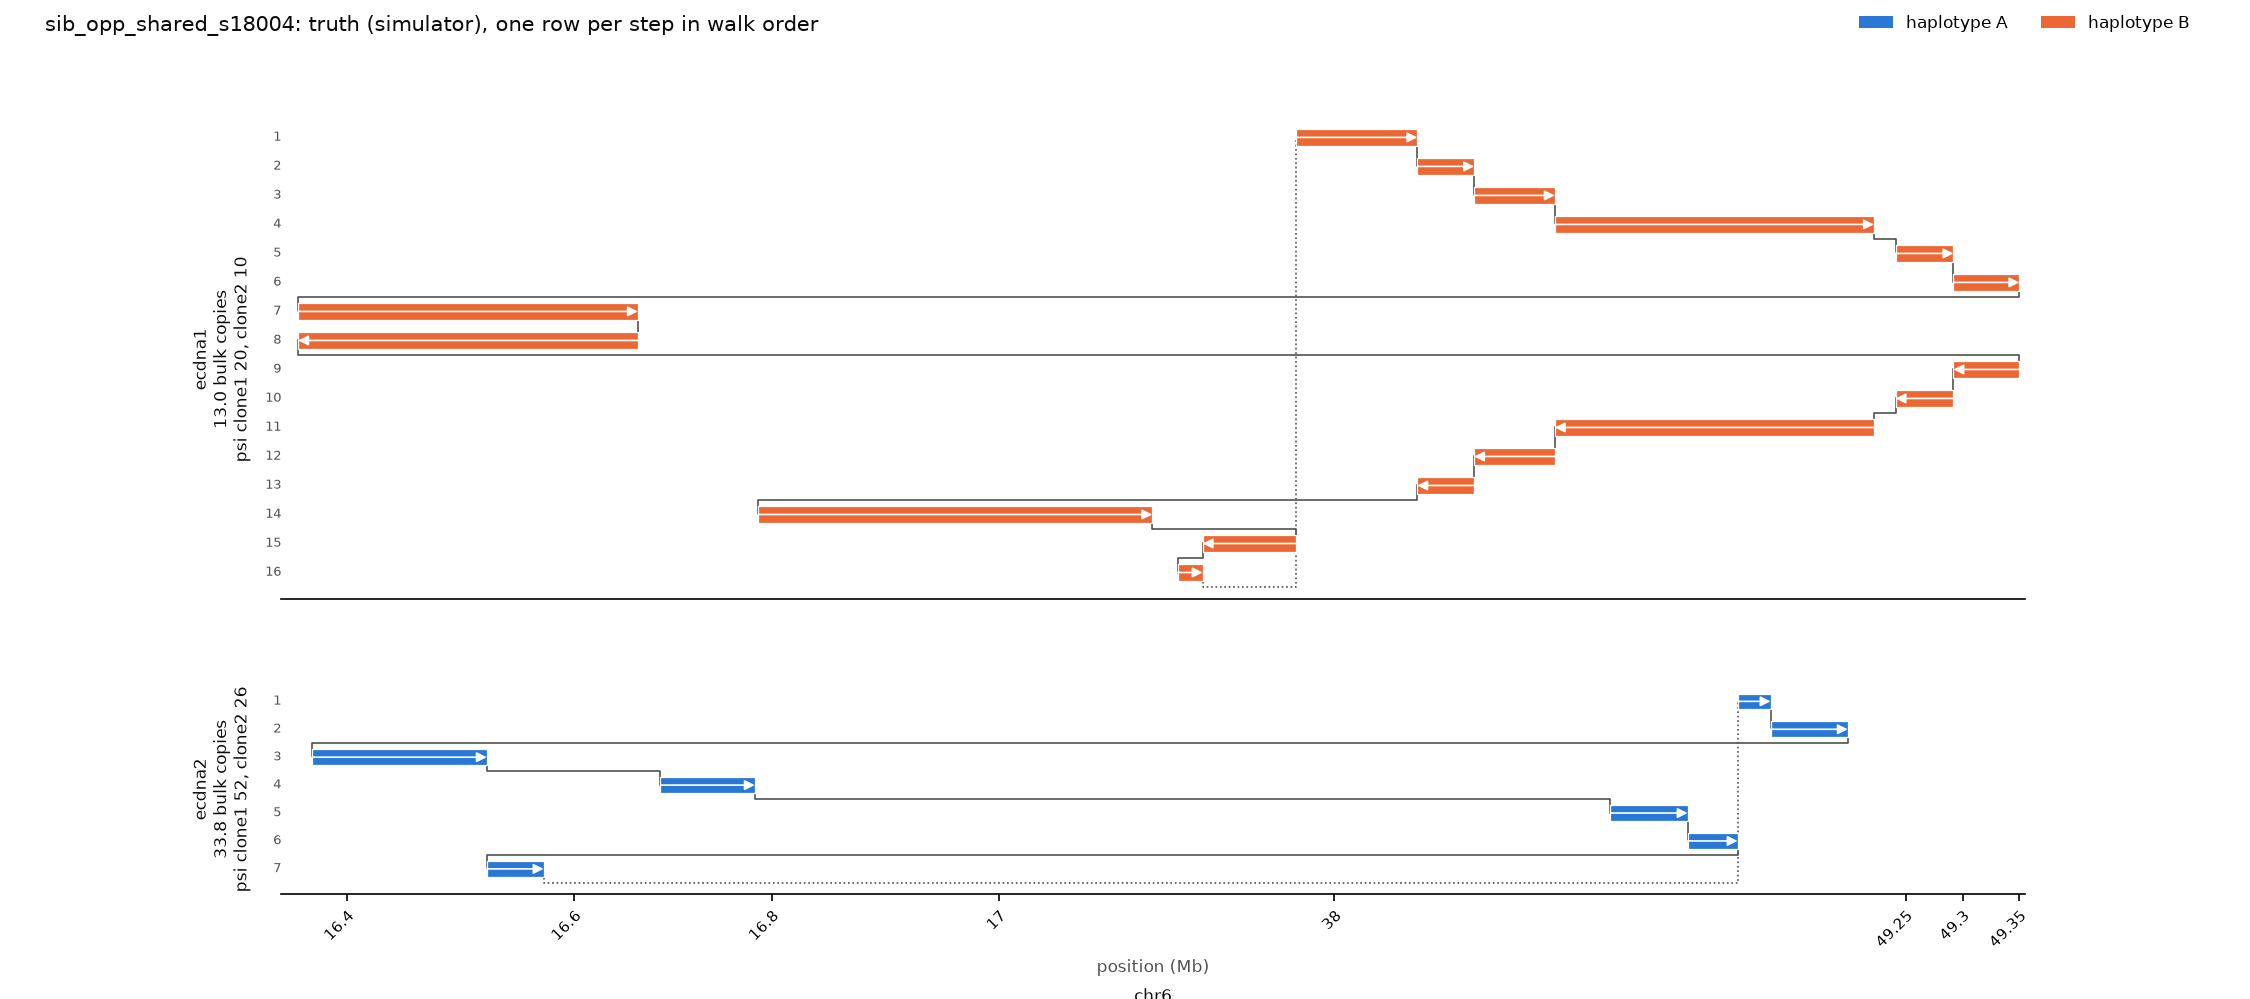 sib_opp_shared_s18004: truth (simulator), one row per step in walk order
haplotype A
haplotype B
ecdna1
13.0 bulk copies
psi clone1 20, clone2 10
1
2
3
4
5
6
7
8
9
10
11
12
13
14
15
16
ecdna2
33.8 bulk copies
psi clone1 52, clone2 26
1
2
3
4
5
6
7
16.4
16.6
16.8
17
38
49.25
49.3
49.35
position (Mb)
chr6